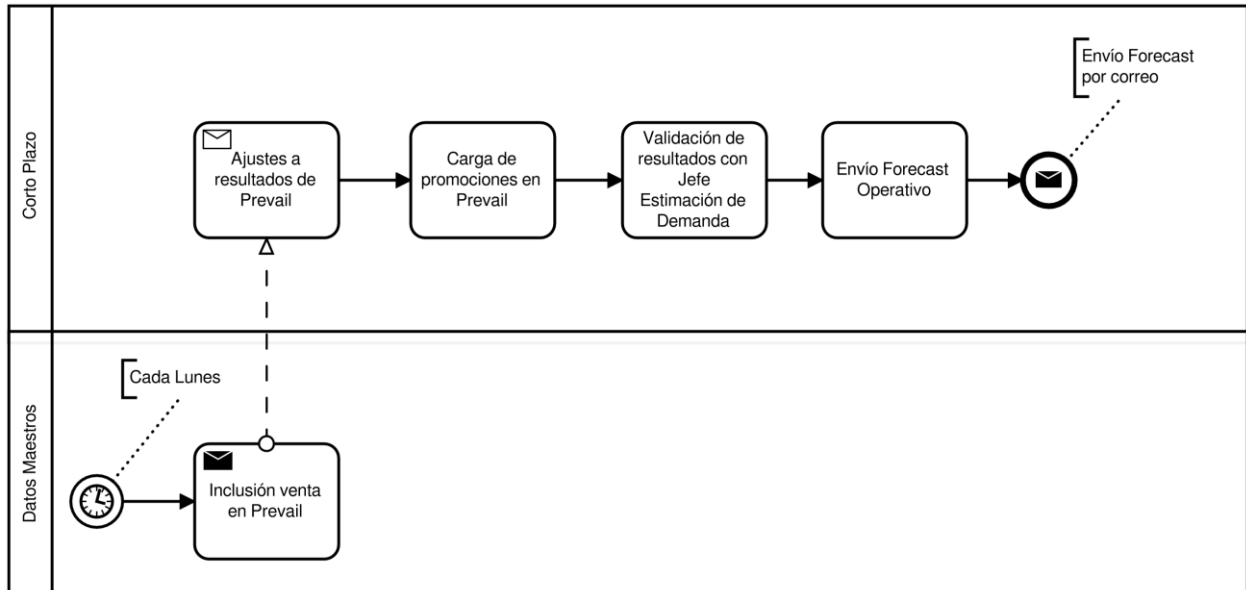 Corto Plazo
Envío Forecast
por correo
Ajustes a
resultados de
Prevail
Carga de
promociones en
Prevail
Validación de
resultados con
Jefe
Estimación de
Demanda
Envío Forecast
Operativo
Datos Maestros
Cada Lunes
Inclusión venta
en Prevail